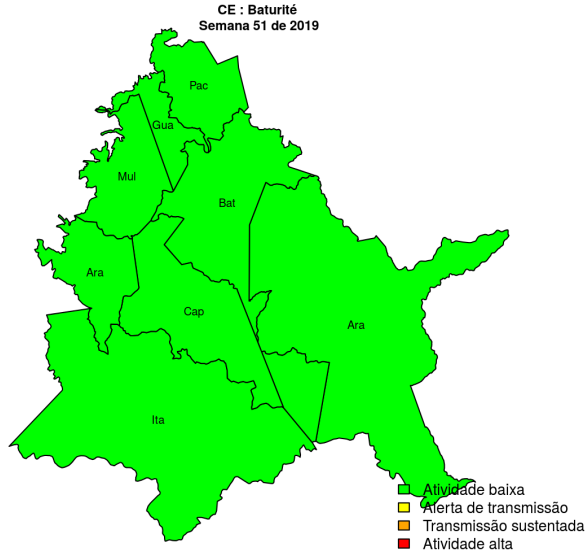 CE : Baturité
Semana 51 de 2019
Pac
Gua
Mul
Bat
Ara
Cap
Ara
Ita
Atividade baixa
Alerta de transmissão
Transmissão sustentada
Atividade alta